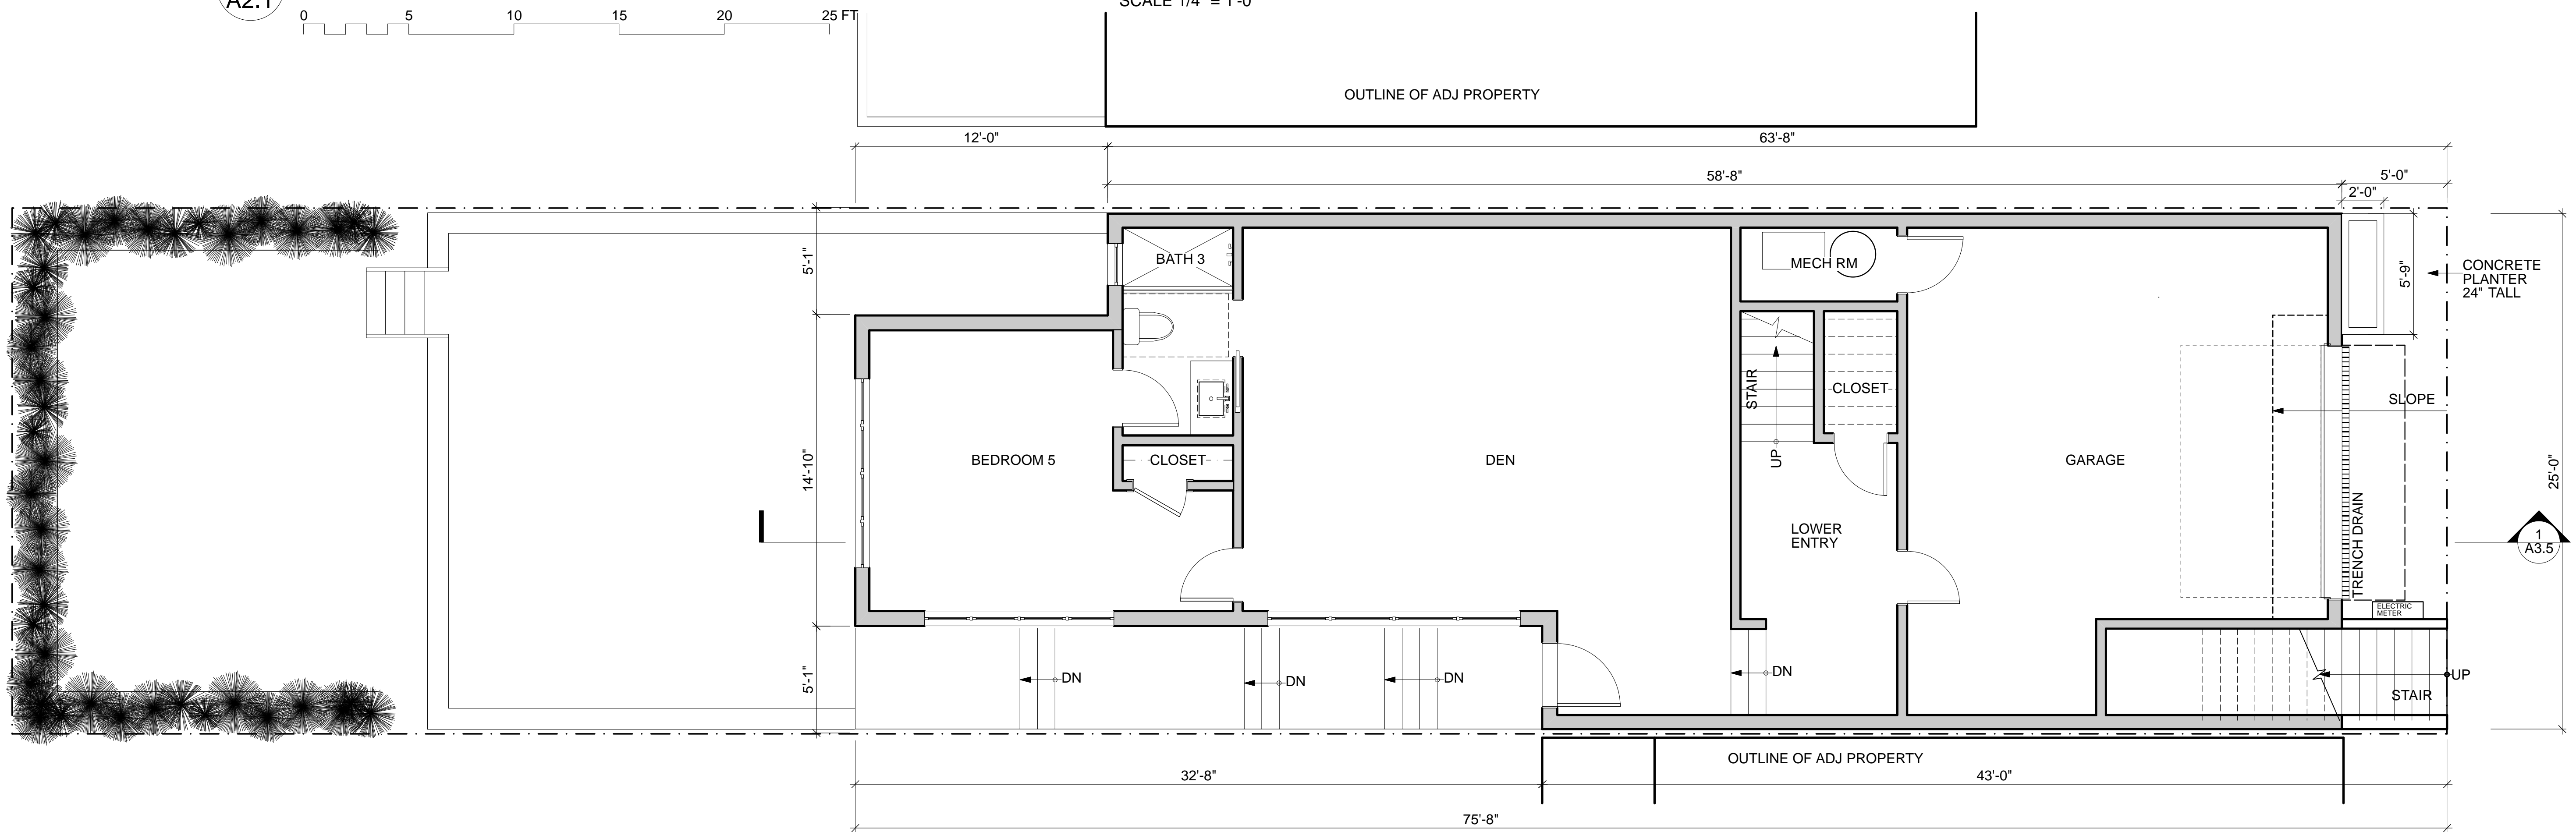 A2.1
0 5 10 15 20 25 FT
SCALE 1/4" = 1'-0"
OUTLINE OF ADJ PROPERTY
12'-0"
63'-8"
58'-8"
5'-0"
2'-0"
5'-1"
BATH 3
MECH RM
5'-9"
CONCRETE
PLANTER
24" TALL
STAIR
CLOSET
SLOPE
14'-10"
BEDROOM 5
CLOSET
DEN
UP
GARAGE
25'-0"
TRENCH DRAIN
LOWER
ENTRY
1
A3.5
ELECTRIC
METER
5'-1"
DN
DN
DN
DN
UP
STAIR
OUTLINE OF ADJ PROPERTY
32'-8"
43'-0"
75'-8"